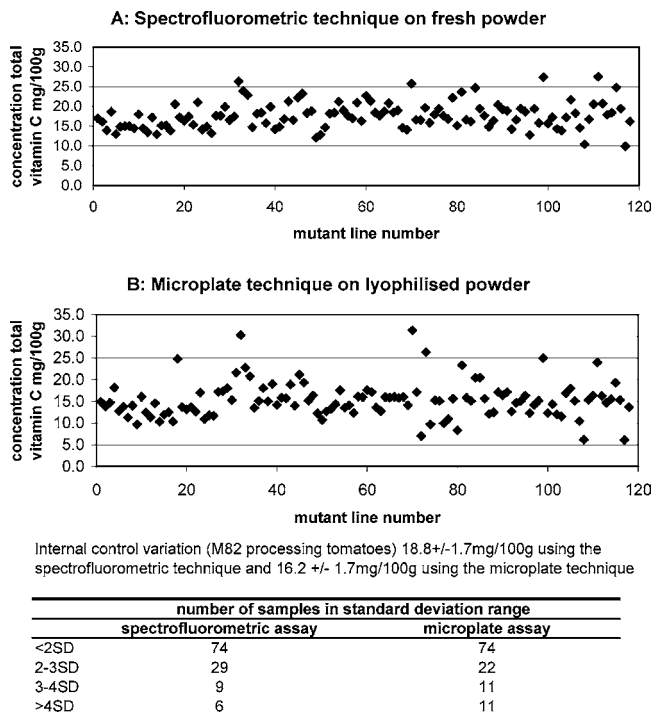 A: Spectrofluorometric technique on fresh powder
concentration total
vitamin C mg/100g
35.0
30.0
25.0
20.0
15.0
10.0
5.0
0.0
0 20 40 60 80 100 120
mutant line number
B: Microplate technique on lyophilised powder
concentration total
vitamin C mg/100g
35.0
30.0
25.0
20.0
15.0
10.0
5.0
0.0
0 20 40 60 80 100 120
mutant line number
Internal control variation (M82 processing tomatoes) 18.8+/-1.7mg/100g using the
spectrofluorometric technique and 16.2 +/- 1.7mg/100g using the microplate technique
number of samples in standard deviation range
spectrofluorometric assay microplate assay
<2SD 74 74
2-3SD 29 22
3-4SD 9 11
>4SD 6 11